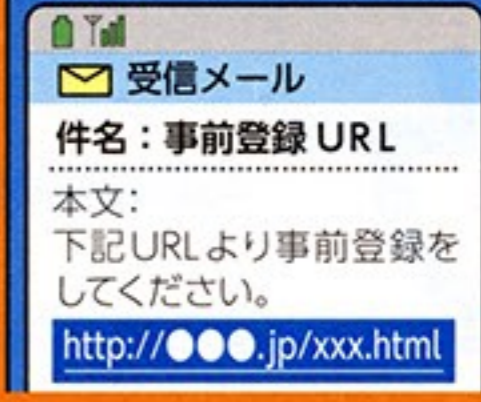 受信メール
件名：事前登録 URL
本文：
下記URLより事前登録を
してください。
http://●●●.jp/xxx.html